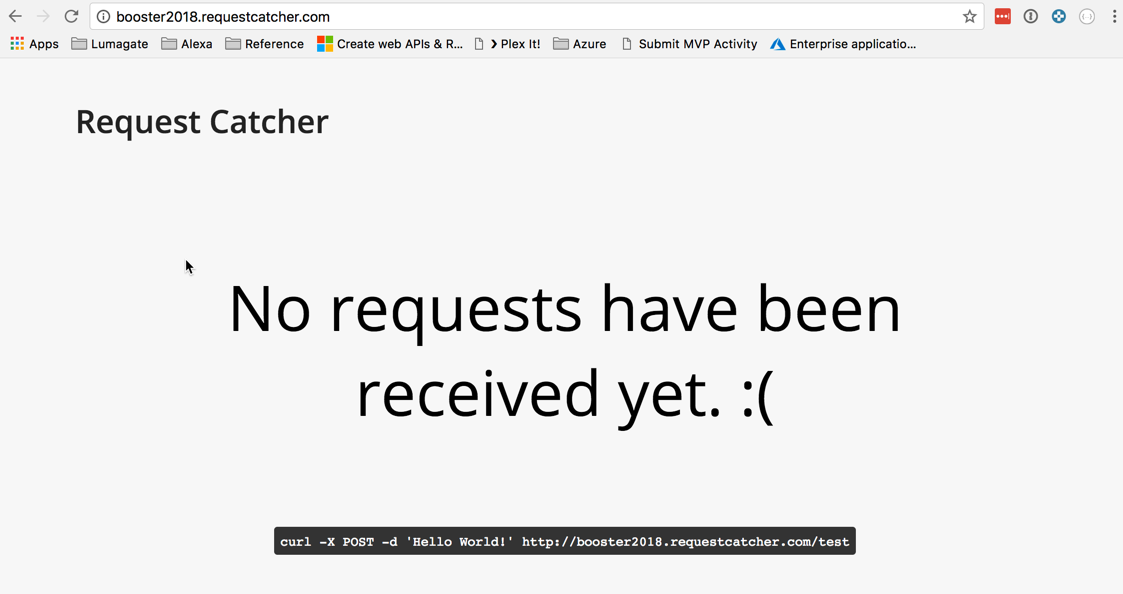 booster2018.requestcatcher.com
Apps Lumagate Alexa Reference Create web APIs & R... ❯ Plex It! Azure Submit MVP Activity Enterprise applicatio...
Request Catcher
No requests have been
received yet. :(
curl -X POST -d 'Hello World!' http://booster2018.requestcatcher.com/test